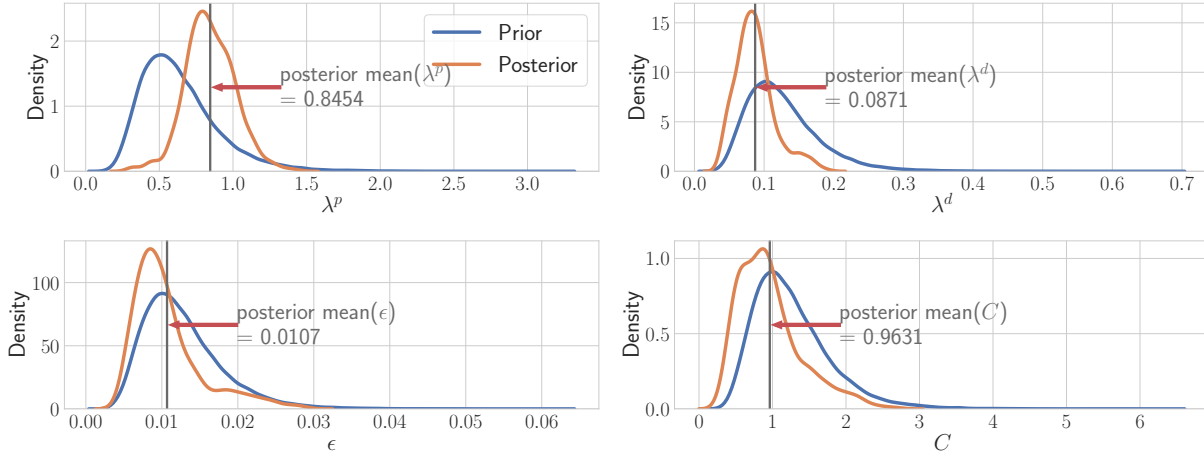 Density
2
1
0
Prior
Posterior
posterior mean(λ^p)
= 0.8454
0.0 0.5 1.0 1.5 2.0 2.5 3.0
λ^p
Density
15
10
5
0
posterior mean(λ^d)
= 0.0871
0.0 0.1 0.2 0.3 0.4 0.5 0.6 0.7
λ^d
Density
100
50
0
posterior mean(ϵ)
= 0.0107
0.00 0.01 0.02 0.03 0.04 0.05 0.06
ϵ
Density
1.0
0.5
0.0
posterior mean(C)
= 0.9631
0 1 2 3 4 5 6
C